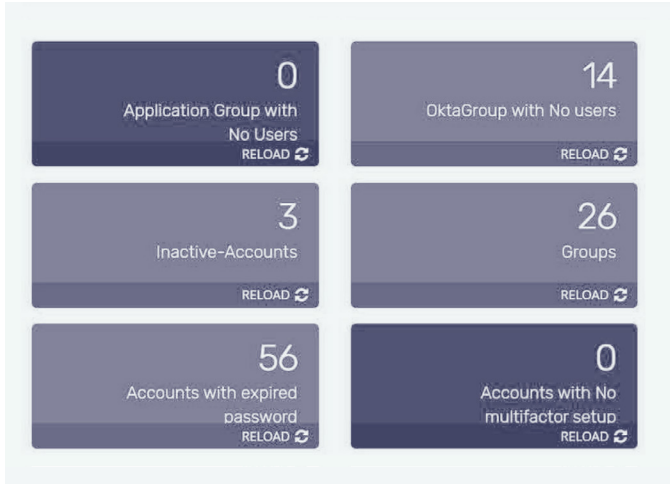 0
Application Group with
No Users
RELOAD
14
OktaGroup with No users
RELOAD
3
Inactive-Accounts
RELOAD
26
Groups
RELOAD
56
Accounts with expired
password
RELOAD
0
Accounts with No
multifactor setup
RELOAD